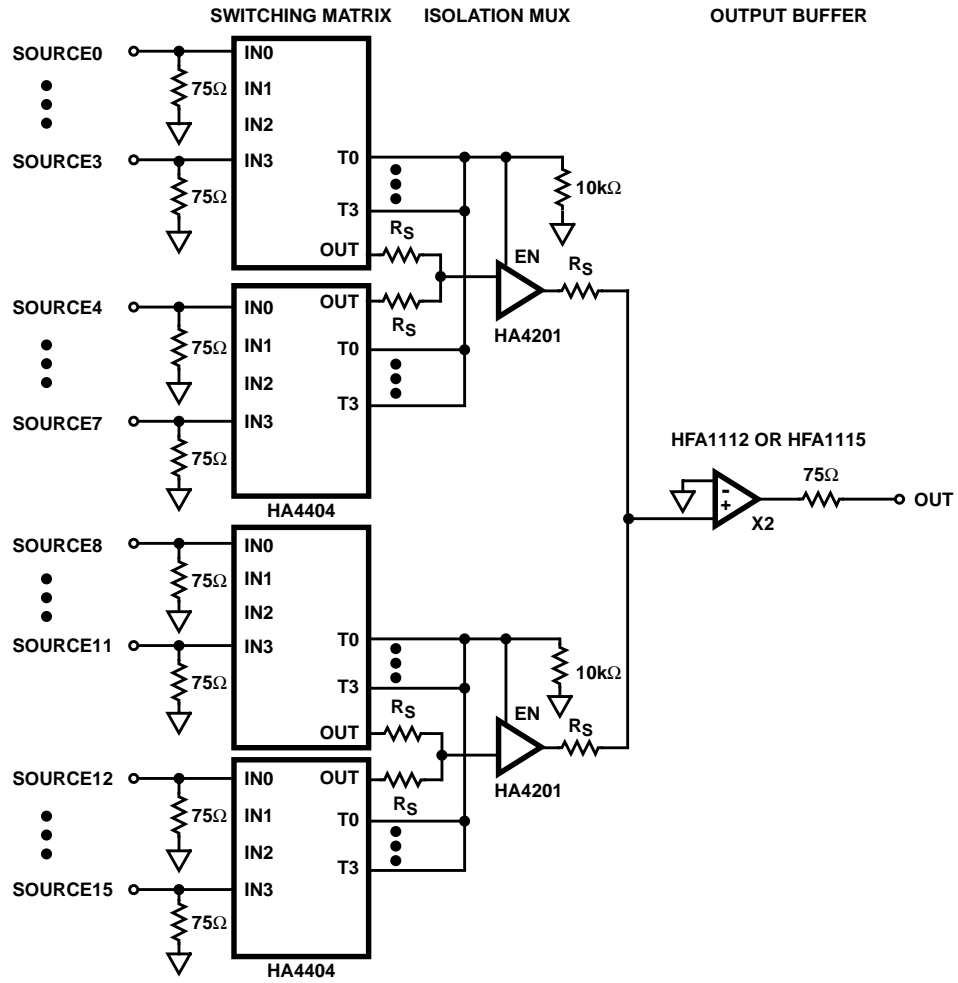 SWITCHING MATRIX
ISOLATION MUX
OUTPUT BUFFER
SOURCE0
75Ω
IN0
IN1
IN2
SOURCE3
75Ω
IN3
T0
T3
OUT
RS
10kΩ
EN
RS
HA4201
SOURCE4
75Ω
IN0
IN1
IN2
OUT
RS
T0
T3
SOURCE7
75Ω
IN3
HA4404
HFA1112 OR HFA1115
-
+
X2
75Ω
OUT
SOURCE8
75Ω
IN0
IN1
IN2
SOURCE11
75Ω
IN3
T0
T3
OUT
RS
10kΩ
EN
RS
HA4201
SOURCE12
75Ω
IN0
IN1
IN2
OUT
RS
T0
T3
SOURCE15
75Ω
IN3
HA4404